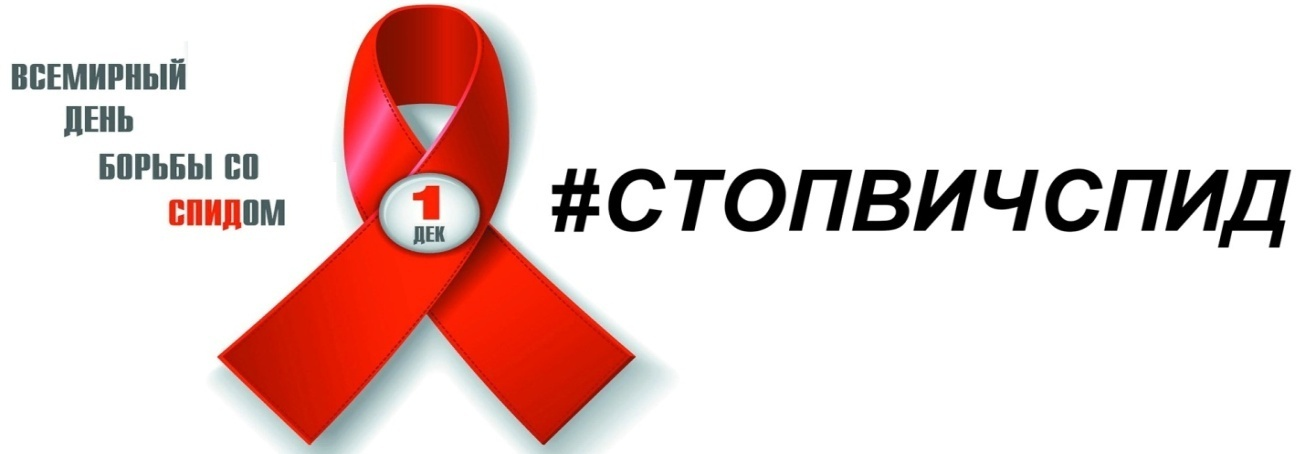 ВСЕМИРНЫЙ
ДЕНЬ
БОРЬБЫ СО
СПИДОМ
1
ДЕК
#СТОПВИЧСПИД